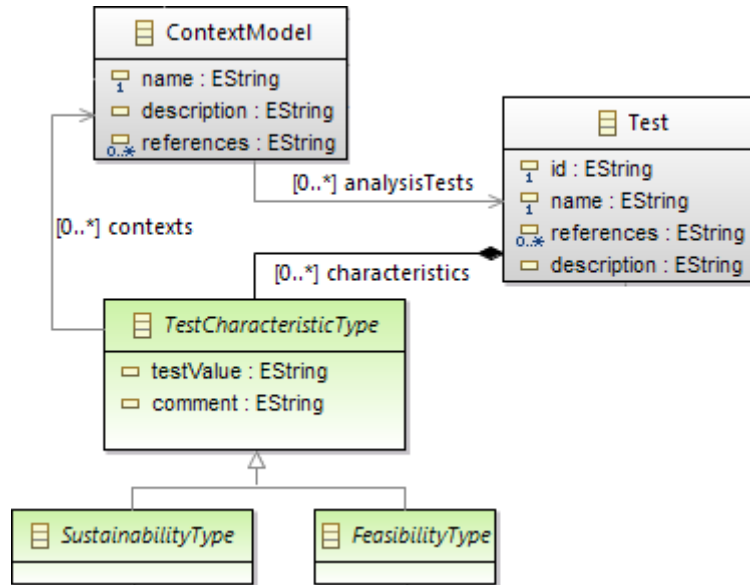 ContextModel
1 name : EString
description : EString
0..* references : EString
Test
1 id : EString
1 name : EString
0..* references : EString
description : EString
[0..*] analysisTests
[0..*] contexts
[0..*] characteristics
TestCharacteristicType
testValue : EString
comment : EString
SustainabilityType
FeasibilityType